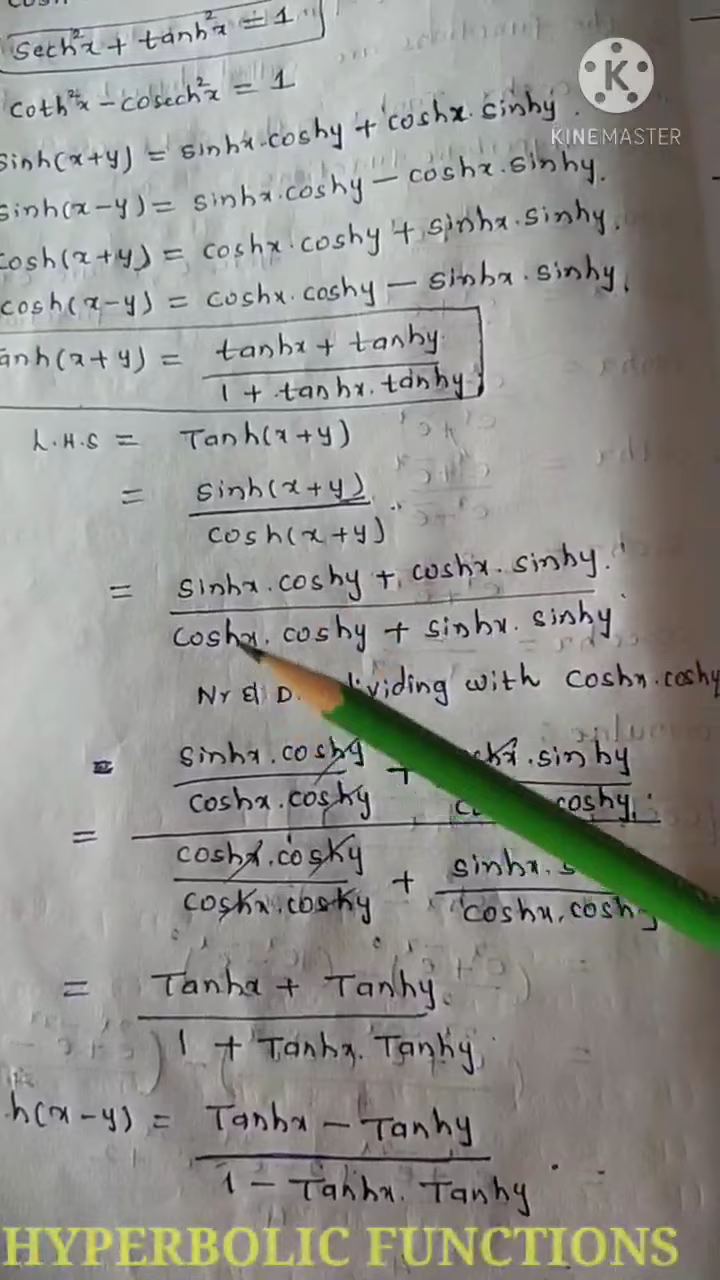 sech²x + tanh²x = 1
coth²x - cosech²x = 1
KINEMASTER
sinh(x+y) = sinhx.coshy + coshx.sinhy.
sinh(x-y) = sinhx.coshy - coshx.sinhy.
cosh(x+y) = coshx.coshy + sinhx.sinhy.
cosh(x-y) = coshx.coshy - sinhx.sinhy.
anh(x+y) = tanhx + tanhy
1 + tanhx.tanhy
L.H.S = Tanh(x+y)
= sinh(x+y)
cosh(x+y)
= sinhx.coshy + coshx.sinhy.
coshx.coshy + sinhx.sinhy
Nr & D. dividing with coshx.coshy
= sinhx.coshy + .sinhy
coshx.coshy coshy
= coshx.coshy + sinhx.
coshx.coshy coshx.coshy
= Tanhx + Tanhy
1 + Tanhx.Tanhy
h(x-y) = Tanhx - Tanhy
1 - Tanhx.Tanhy
HYPERBOLIC FUNCTIONS